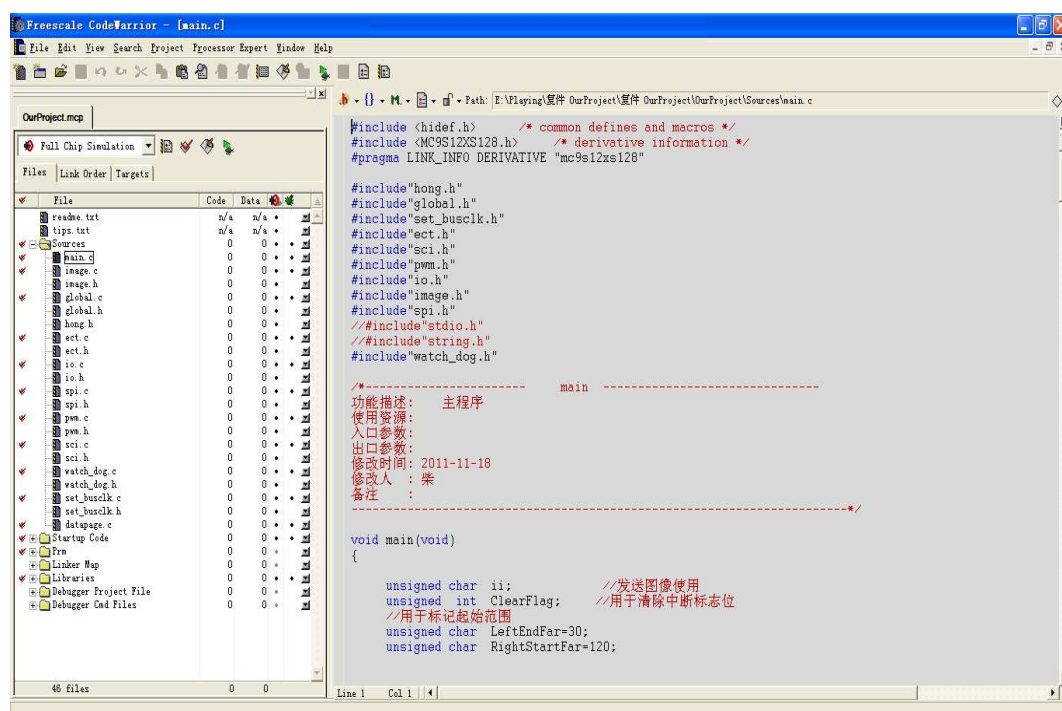 Freescale CodeWarrior - [main.c]
File Edit View Search Project Processor Expert Window Help
Path: E:\Playing\复件 OurProject\复件 OurProject\OurProject\Sources\main.c
OurProject.mcp
Full Chip Simulation
Files Link Order Targets
File Code Data
readme.txt n/a n/a
tips.txt n/a n/a
Sources 0 0
main.c 0 0
image.c 0 0
image.h 0 0
global.c 0 0
global.h 0 0
hong.h 0 0
ect.c 0 0
ect.h 0 0
io.c 0 0
io.h 0 0
spi.c 0 0
spi.h 0 0
pwm.c 0 0
pwm.h 0 0
sci.c 0 0
sci.h 0 0
watch_dog.c 0 0
watch_dog.h 0 0
set_busclk.c 0 0
set_busclk.h 0 0
datapage.c 0 0
Startup Code 0 0
Prm 0 0
Linker Map 0 0
Libraries 0 0
Debugger Project File 0 0
Debugger Cmd Files 0 0
46 files 0 0
#include <hidef.h> /* common defines and macros */
#include <MC9S12XS128.h> /* derivative information */
#pragma LINK_INFO DERIVATIVE "mc9s12xs128"
#include"hong.h"
#include"global.h"
#include"set_busclk.h"
#include"ect.h"
#include"sci.h"
#include"pwm.h"
#include"io.h"
#include"image.h"
#include"spi.h"
//#include"stdio.h"
//#include"string.h"
#include"watch_dog.h"
/*----------------------- main -------------------------------
功能描述: 主程序
使用资源:
入口参数:
出口参数:
修改时间: 2011-11-18
修改人 : 柴
备注 :
-----------------------------------------------------------------------*/
void main(void)
{
unsigned char ii; //发送图像使用
unsigned int ClearFlag; //用于清除中断标志位
//用于标记起始范围
unsigned char LeftEndFar=30;
unsigned char RightStartFar=120;
Line 1 Col 1